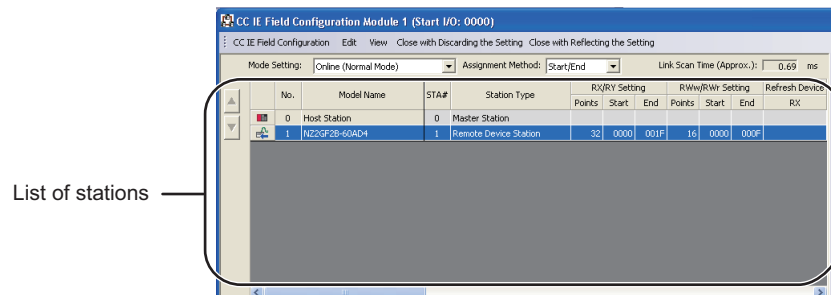 CC IE Field Configuration Module 1 (Start I/O: 0000)
CC IE Field Configuration Edit View Close with Discarding the Setting Close with Reflecting the Setting
Mode Setting: Online (Normal Mode) Assignment Method: Start/End Link Scan Time (Approx.): 0.69 ms
No. Model Name STA# Station Type RX/RY Setting RWw/RWr Setting Refresh Device
Points Start End Points Start End RX
0 Host Station 0 Master Station
1 NZ2GF2B-60AD4 1 Remote Device Station 32 0000 001F 16 0000 000F
List of stations